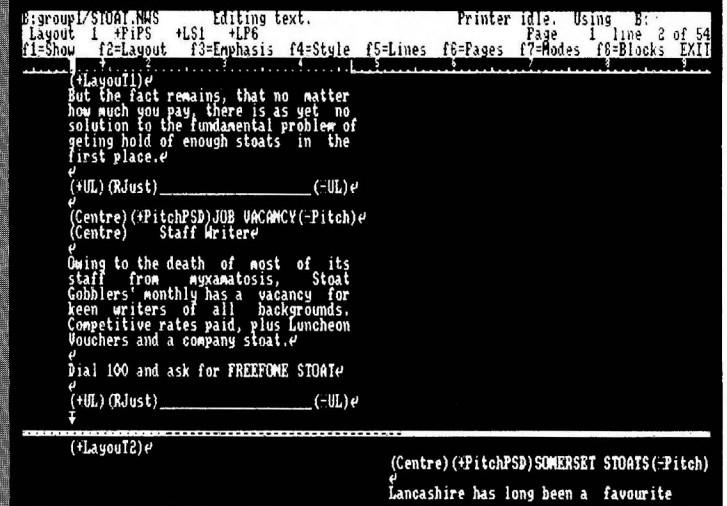 B:group1/STOAT.NWS Editing text. Printer idle. Using B:
Layout 1 +PiPS +LS1 +LP6 Page 1 line 2 of 54
f1=Show f2=Layout f3=Emphasis f4=Style f5=Lines f6=Pages f7=Modes f8=Blocks EXIT
(+LayouT1)↵
But the fact remains, that no matter
how much you pay, there is as yet no
solution to the fundamental problem of
geting hold of enough stoats in the
first place.↵
↵
(+UL)(RJust)____________________(-UL)↵
↵
(Centre)(+PitchPSD)JOB VACANCY(-Pitch)↵
(Centre) Staff Writer↵
↵
Owing to the death of most of its
staff from myxamatosis, Stoat
Gobblers' monthly has a vacancy for
keen writers of all backgrounds.
Competitive rates paid, plus Luncheon
Vouchers and a company stoat.↵
↵
Dial 100 and ask for FREEFONE STOAT↵
↵
(+UL)(RJust)____________________(-UL)↵
(+LayouT2)↵
(Centre)(+PitchPSD)SOMERSET STOATS(-Pitch)
↵
Lancashire has long been a favourite